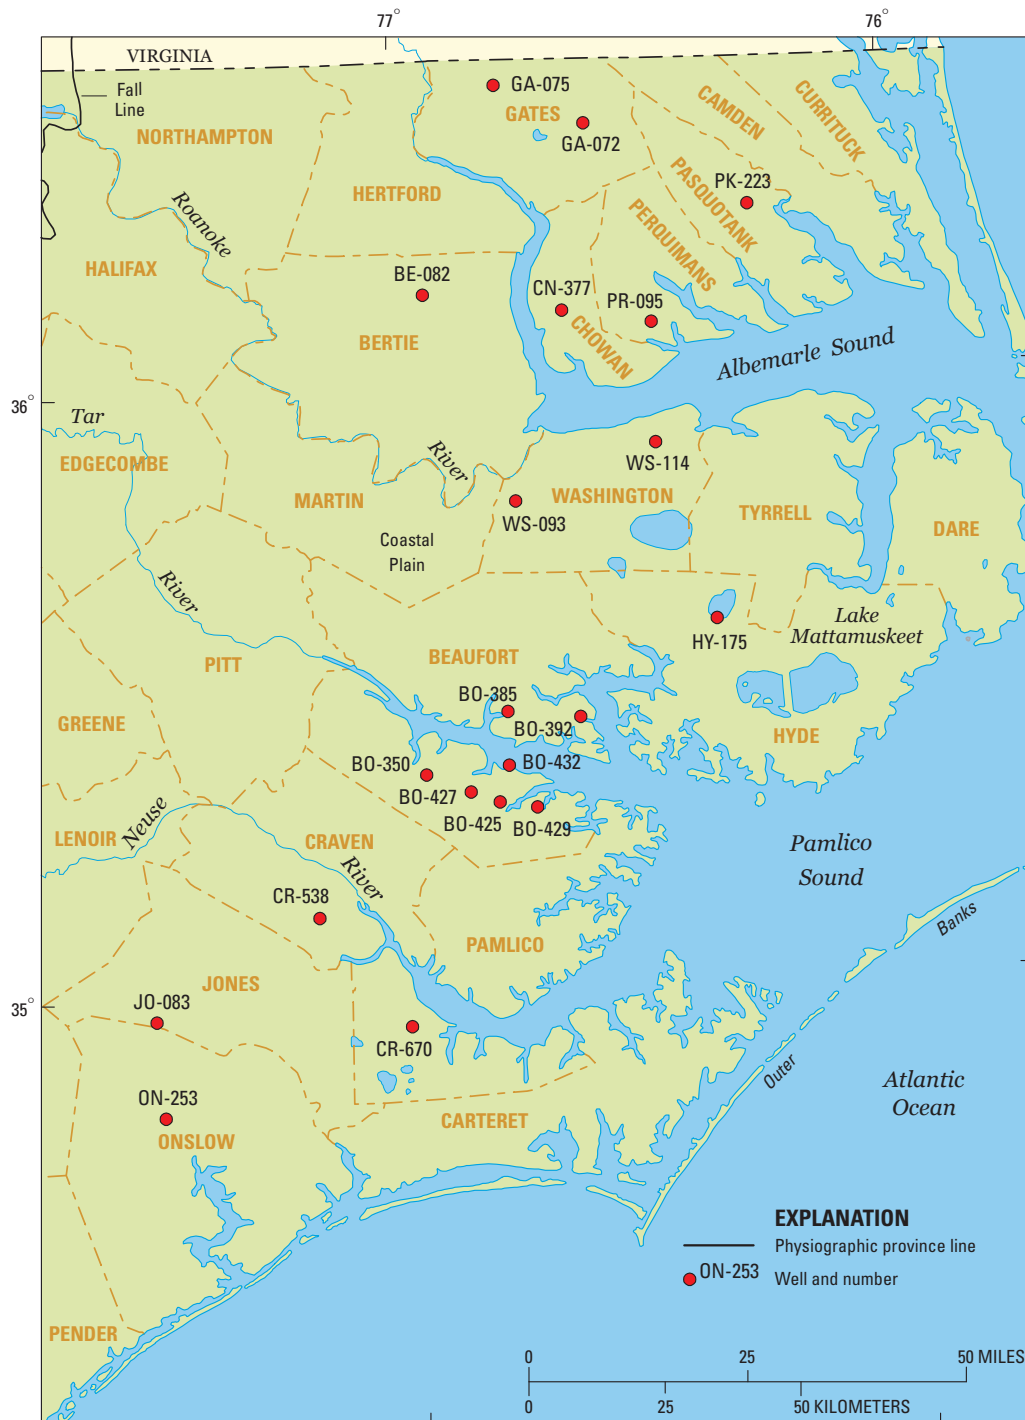 77°
76°
VIRGINIA
Fall
Line
GA-075
GATES
CAMDEN
CURRITUCK
NORTHAMPTON
GA-072
PASQUOTANK
PK-223
HERTFORD
Roanoke
PERQUIMANS
HALIFAX
BE-082
CN-377
PR-095
BERTIE
CHOWAN
Albemarle Sound
36°
Tar
River
EDGECOMBE
WS-114
MARTIN
WASHINGTON
WS-093
TYRRELL
DARE
Coastal
Plain
River
Lake
Mattamuskeet
HY-175
PITT
BEAUFORT
BO-385
GREENE
BO-392
HYDE
BO-350
BO-432
BO-427
BO-425
BO-429
Neuse
LENOIR
CRAVEN
River
Pamlico
Sound
CR-538
Banks
PAMLICO
JONES
JO-083
35°
CR-670
Outer
Atlantic
Ocean
ON-253
ONSLOW
CARTERET
EXPLANATION
Physiographic province line
ON-253 Well and number
PENDER
0 25 50 MILES
0 25 50 KILOMETERS